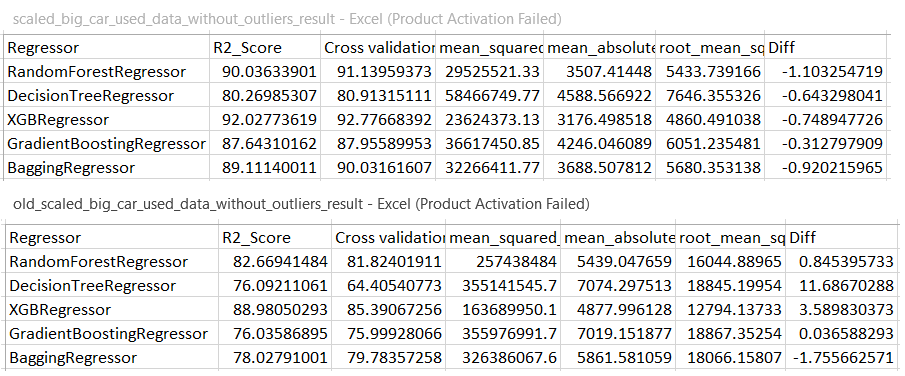 scaled_big_car_used_data_without_outliers_result - Excel (Product Activation Failed)
Regressor R2_Score Cross validation mean_squared mean_absolute root_mean_sq Diff
RandomForestRegressor 90.03633901 91.13959373 29525521.33 3507.41448 5433.739166 -1.103254719
DecisionTreeRegressor 80.26985307 80.91315111 58466749.77 4588.566922 7646.355326 -0.643298041
XGBRegressor 92.02773619 92.77668392 23624373.13 3176.498518 4860.491038 -0.748947726
GradientBoostingRegressor 87.64310162 87.95589953 36617450.85 4246.046089 6051.235481 -0.312797909
BaggingRegressor 89.11140011 90.03161607 32266411.77 3688.507812 5680.353138 -0.920215965
old_scaled_big_car_used_data_without_outliers_result - Excel (Product Activation Failed)
Regressor R2_Score Cross validation mean_squared_ mean_absolute root_mean_sq Diff
RandomForestRegressor 82.66941484 81.82401911 257438484 5439.047659 16044.88965 0.845395733
DecisionTreeRegressor 76.09211061 64.40540773 355141545.7 7074.297513 18845.19954 11.68670288
XGBRegressor 88.98050293 85.39067256 163689950.1 4877.996128 12794.13733 3.589830373
GradientBoostingRegressor 76.03586895 75.99928066 355976991.7 7019.151877 18867.35254 0.036588293
BaggingRegressor 78.02791001 79.78357258 326386067.6 5861.581059 18066.15807 -1.755662571